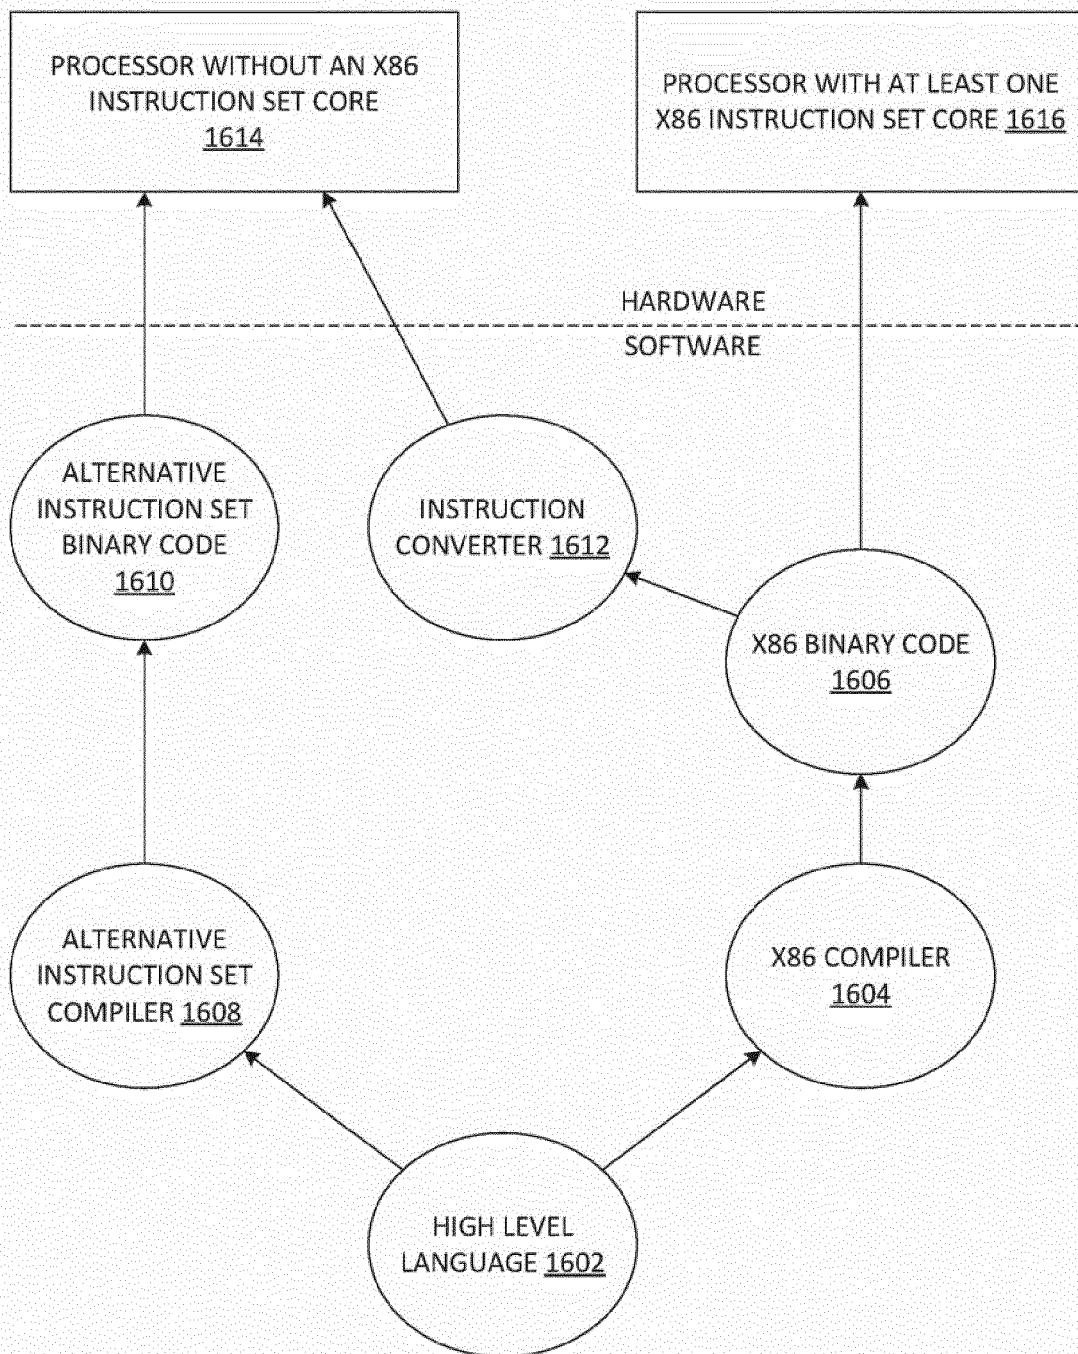 PROCESSOR WITHOUT AN X86
INSTRUCTION SET CORE
1614
PROCESSOR WITH AT LEAST ONE
X86 INSTRUCTION SET CORE 1616
HARDWARE
SOFTWARE
ALTERNATIVE
INSTRUCTION SET
BINARY CODE
1610
INSTRUCTION
CONVERTER 1612
X86 BINARY CODE
1606
ALTERNATIVE
INSTRUCTION SET
COMPILER 1608
X86 COMPILER
1604
HIGH LEVEL
LANGUAGE 1602